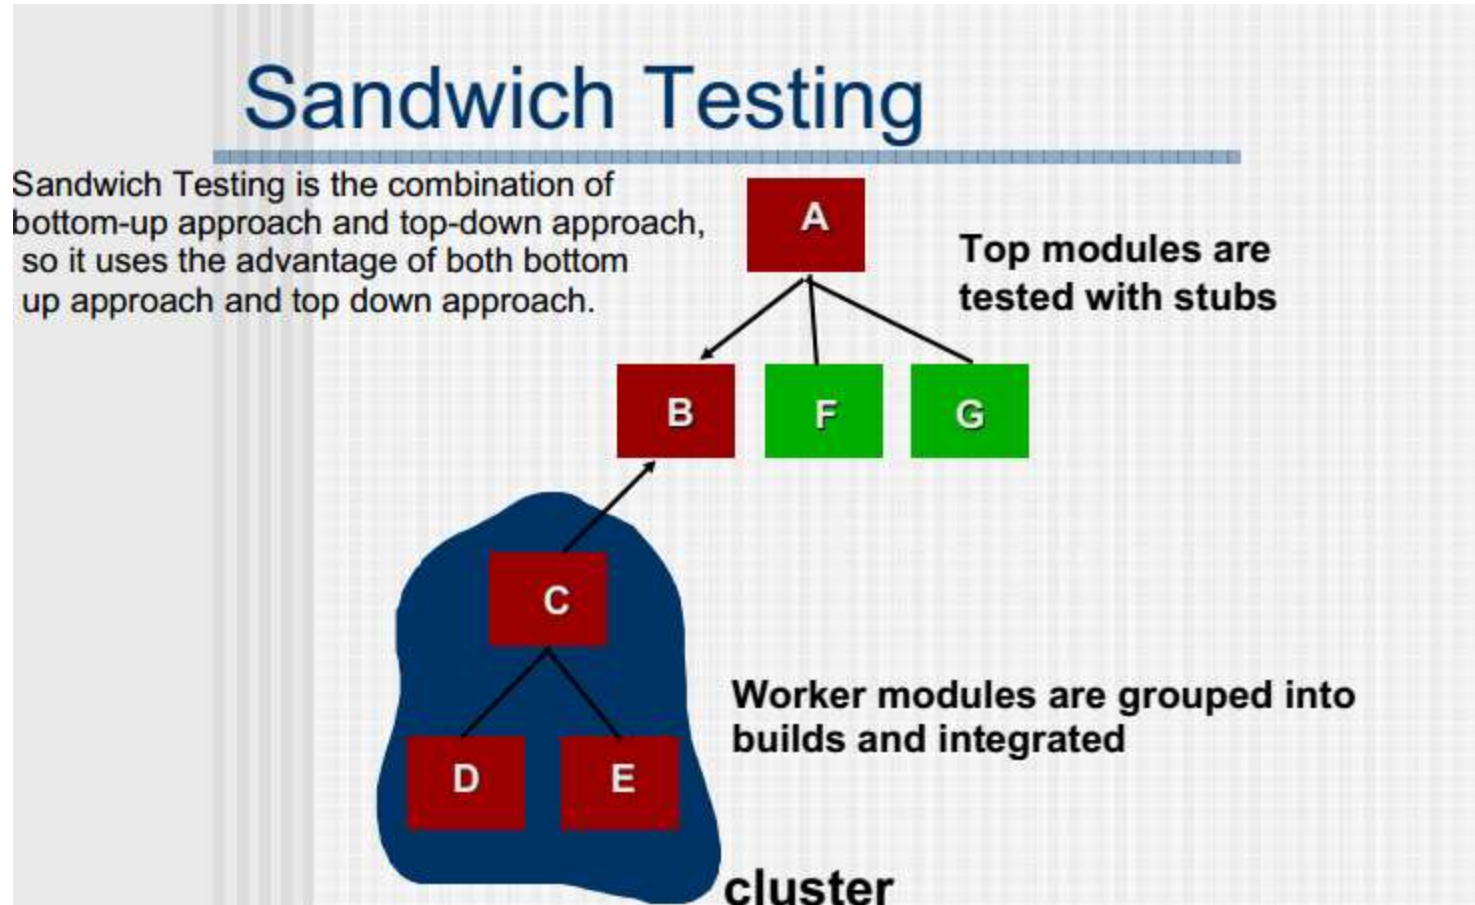 Sandwich Testing
Sandwich Testing is the combination of
bottom-up approach and top-down approach,
so it uses the advantage of both bottom
up approach and top down approach.
A
Top modules are
tested with stubs
B
F
G
C
Worker modules are grouped into
builds and integrated
D
E
cluster